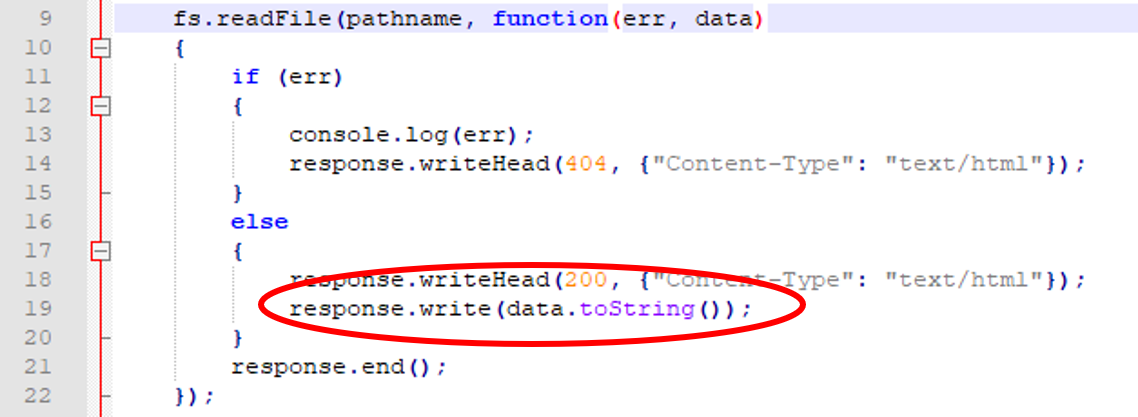 9 fs.readFile(pathname, function(err, data)
10 {
11 if (err)
12 {
13 console.log(err);
14 response.writeHead(404, {"Content-Type": "text/html"});
15 }
16 else
17 {
18 response.writeHead(200, {"Content-Type": "text/html"});
19 response.write(data.toString());
20 }
21 response.end();
22 });